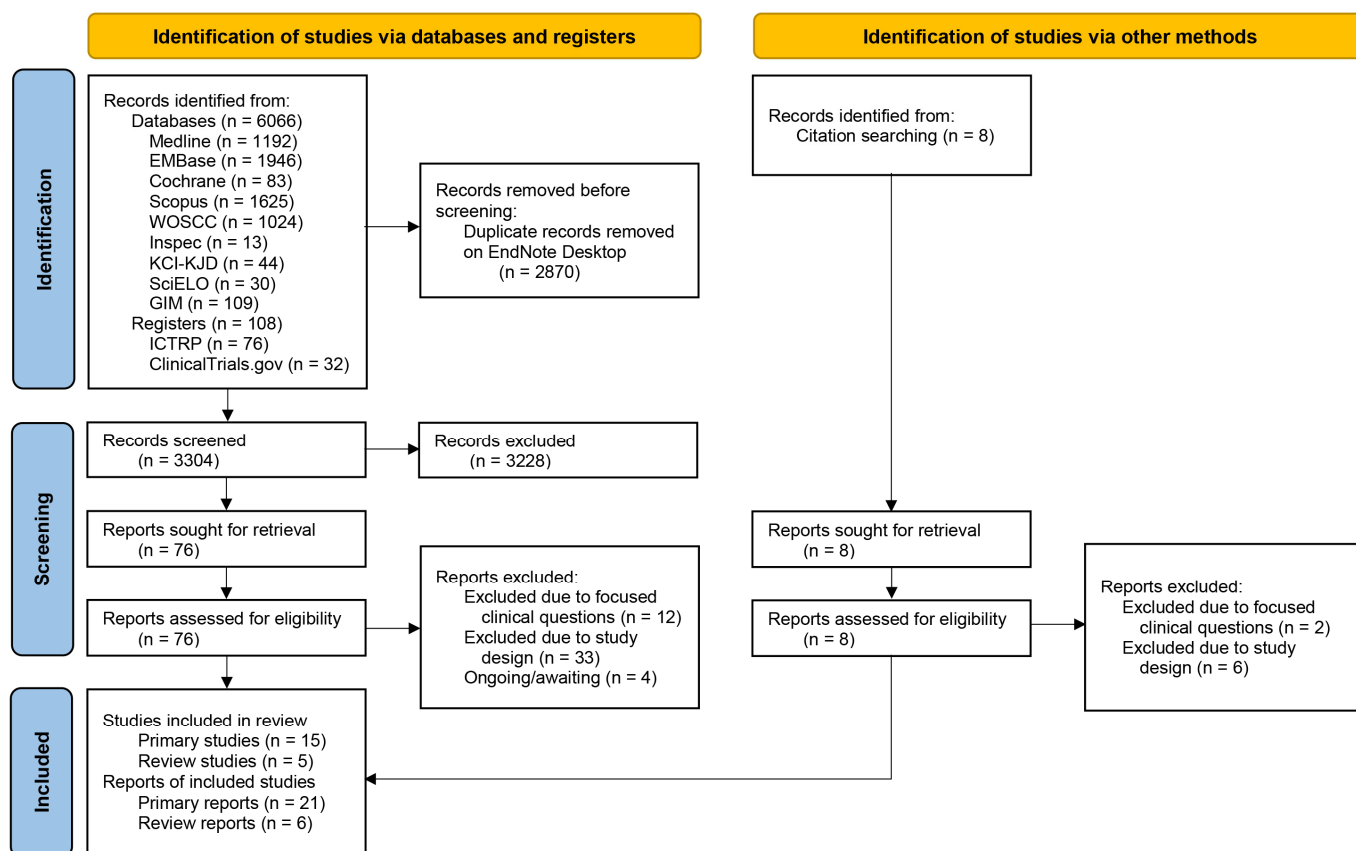 Identification of studies via databases and registers
Identification of studies via other methods
Identification
Records identified from:
Databases (n = 6066)
Medline (n = 1192)
EMBase (n = 1946)
Cochrane (n = 83)
Scopus (n = 1625)
WOSCC (n = 1024)
Inspec (n = 13)
KCI-KJD (n = 44)
SciELO (n = 30)
GIM (n = 109)
Registers (n = 108)
ICTRP (n = 76)
ClinicalTrials.gov (n = 32)
Records removed before
screening:
Duplicate records removed
on EndNote Desktop
(n = 2870)
Records identified from:
Citation searching (n = 8)
Screening
Records screened
(n = 3304)
Records excluded
(n = 3228)
Reports sought for retrieval
(n = 76)
Reports assessed for eligibility
(n = 76)
Reports excluded:
Excluded due to focused
clinical questions (n = 12)
Excluded due to study
design (n = 33)
Ongoing/awaiting (n = 4)
Reports sought for retrieval
(n = 8)
Reports assessed for eligibility
(n = 8)
Reports excluded:
Excluded due to focused
clinical questions (n = 2)
Excluded due to study
design (n = 6)
Included
Studies included in review
Primary studies (n = 15)
Review studies (n = 5)
Reports of included studies
Primary reports (n = 21)
Review reports (n = 6)